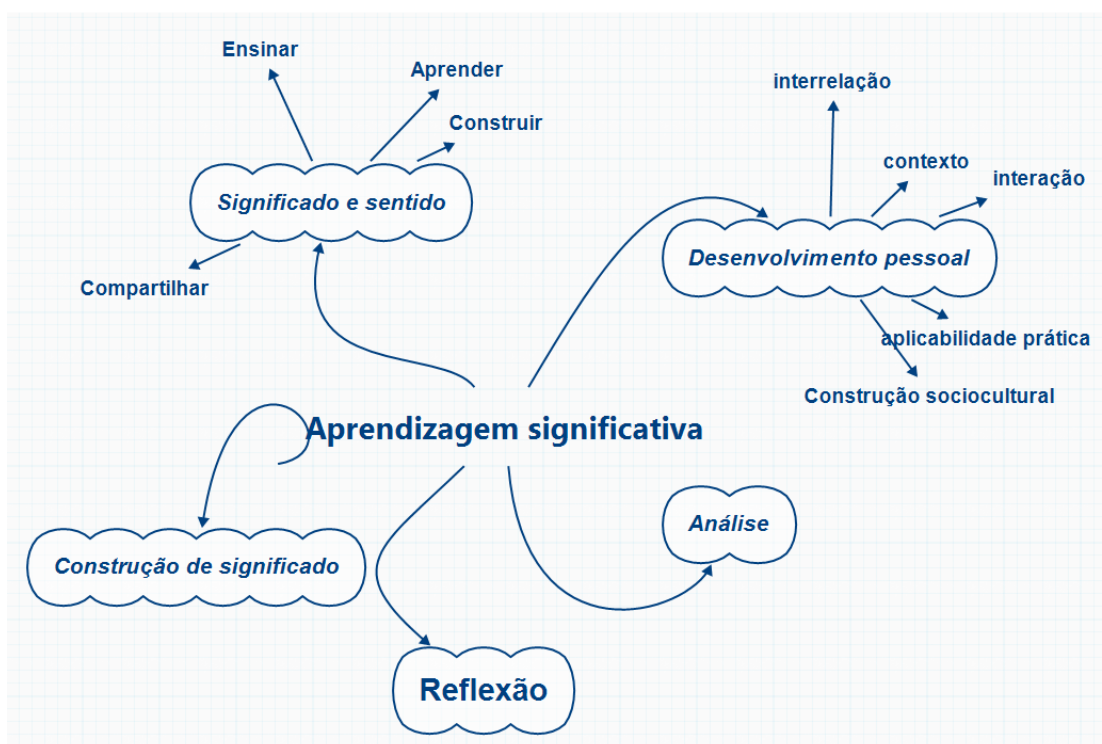 Ensinar
Aprender
Construir
Significado e sentido
Compartilhar
interrelação
contexto
interação
Desenvolvimento pessoal
aplicabilidade prática
Construção sociocultural
Aprendizagem significativa
Análise
Construção de significado
Reflexão